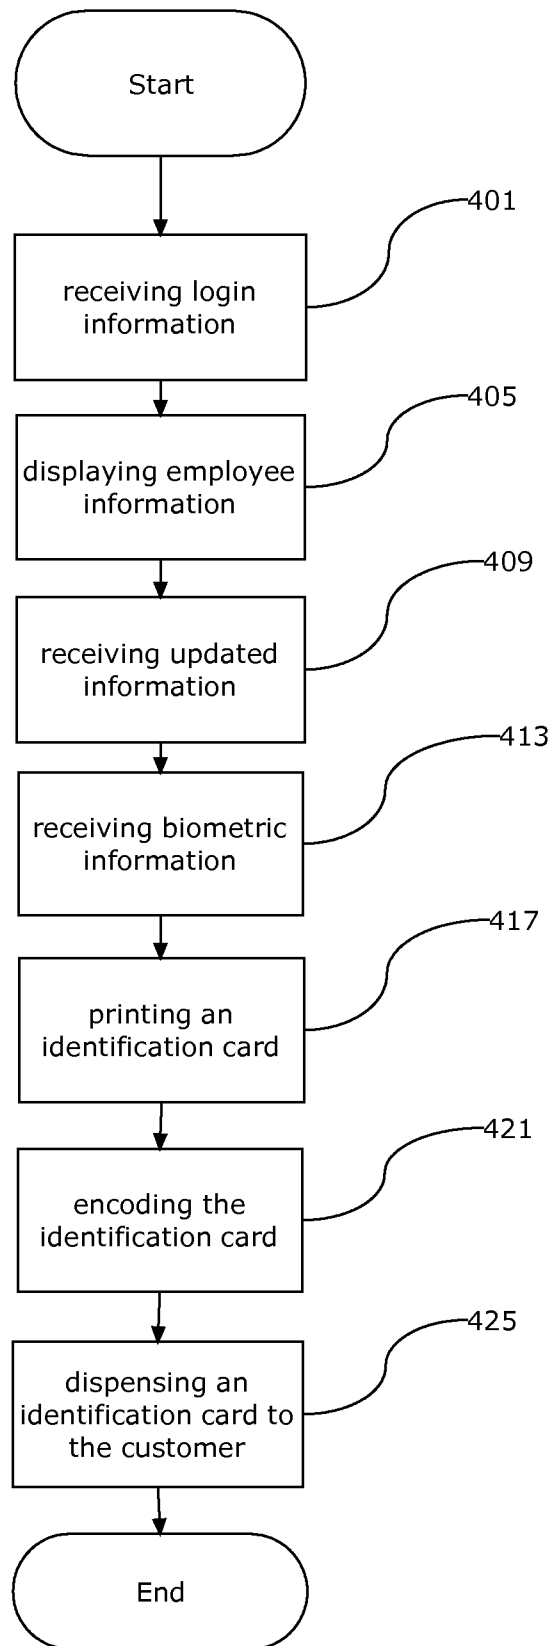 Start
401
receiving login
information
405
displaying employee
information
409
receiving updated
information
413
receiving biometric
information
417
printing an
identification card
421
encoding the
identification card
425
dispensing an
identification card to
the customer
End